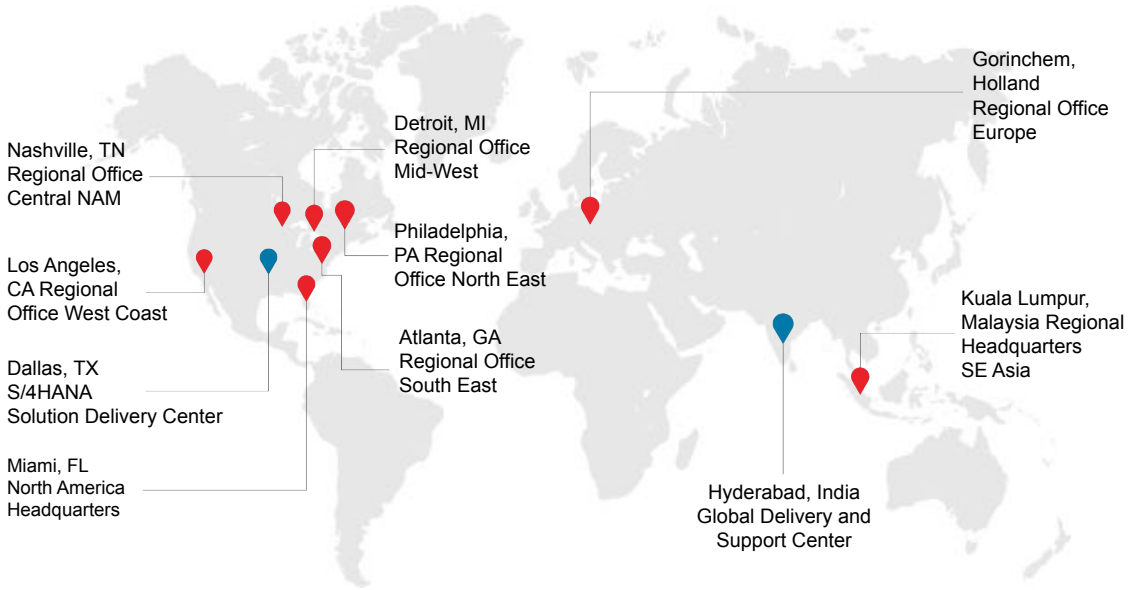 Nashville, TN
Regional Office
Central NAM
Los Angeles,
CA Regional
Office West Coast
Dallas, TX
S/4HANA
Solution Delivery Center
Miami, FL
North America
Headquarters
Detroit, MI
Regional Office
Mid-West
Philadelphia,
PA Regional
Office North East
Atlanta, GA
Regional Office
South East
Gorinchem,
Holland
Regional Office
Europe
Kuala Lumpur,
Malaysia Regional
Headquarters
SE Asia
Hyderabad, India
Global Delivery and
Support Center